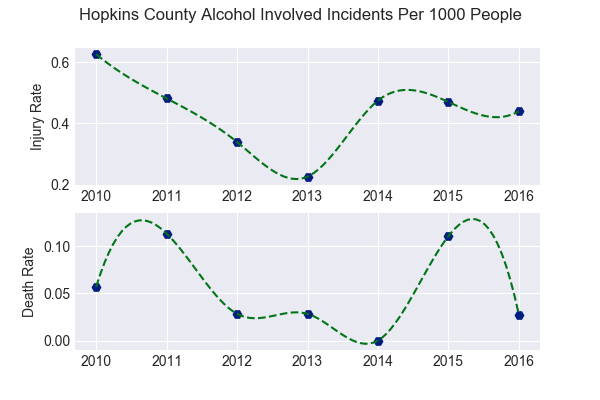 Hopkins County Alcohol Involved Incidents Per 1000 People
Injury Rate
0.6
0.4
0.2
2010 2011 2012 2013 2014 2015 2016
Death Rate
0.10
0.05
0.00
2010 2011 2012 2013 2014 2015 2016